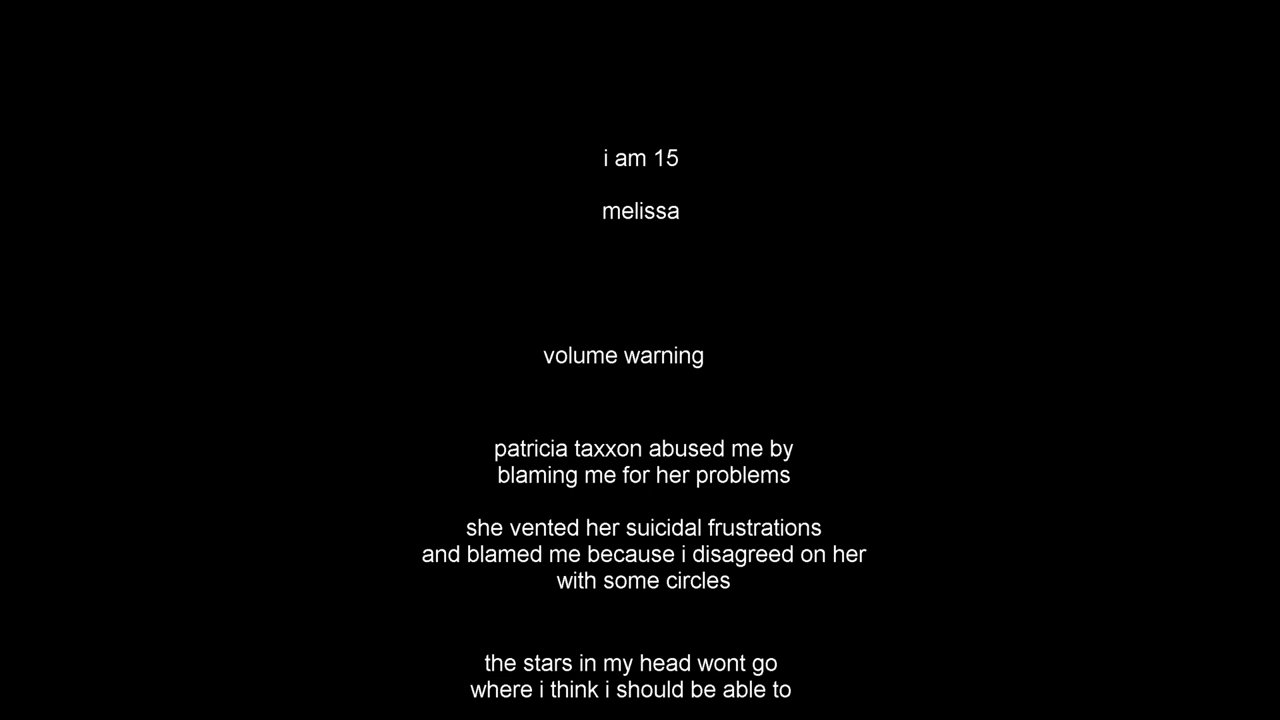 i am 15
melissa
volume warning
patricia taxxon abused me by
blaming me for her problems
she vented her suicidal frustrations
and blamed me because i disagreed on her
with some circles
the stars in my head wont go
where i think i should be able to